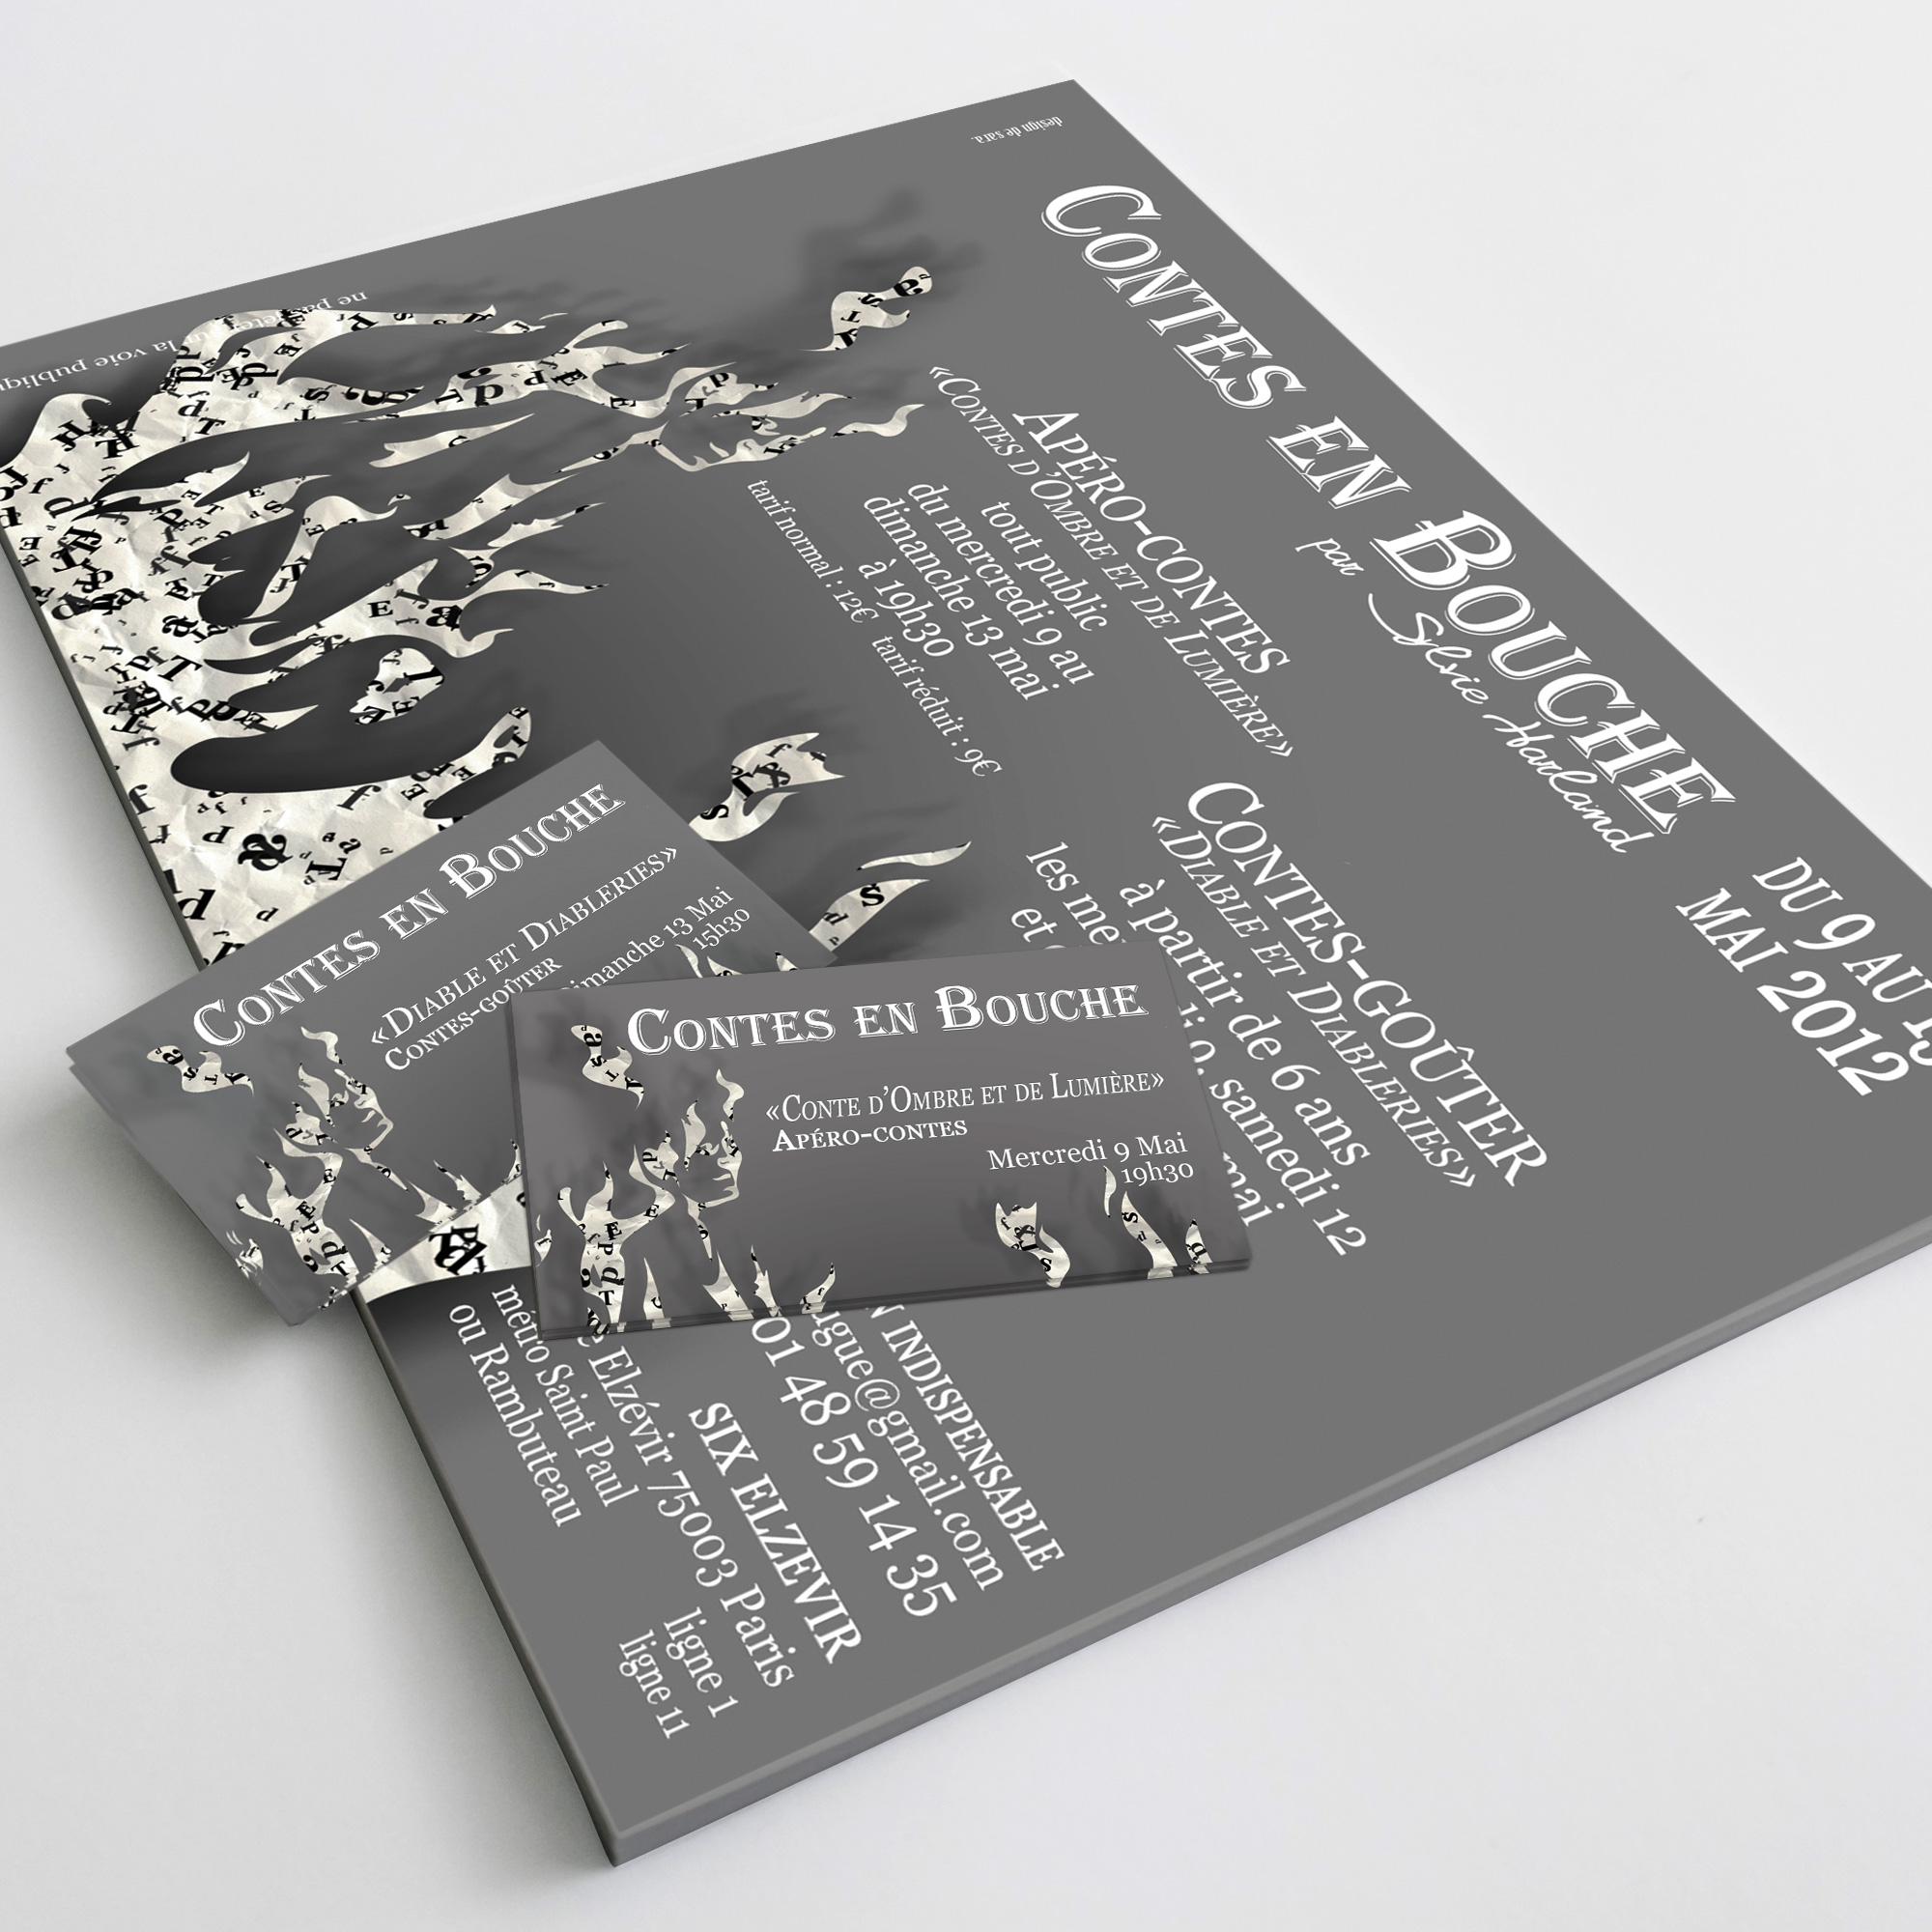 design de sara.
CONTES EN BOUCHE
par Sylvie Harland
DU 9 AU
MAI 2012
APÉRO-CONTES
«CONTES D'OMBRE ET DE LUMIÈRE»
tout public
du mercredi 9 au
dimanche 13 mai
à 19h30
tarif normal : 12€ tarif réduit : 9€
CONTES-GOÛTER
«DIABLE ET DIABLERIES»
à partir de 6 ans
les
samedi 12
et
mai
ne pas
la voie
INDISPENSABLE
@gmail.com
01 48 59 14 35
SIX ELZEVIR
Elzévir 75003 Paris
métro Saint Paul ligne 1
ou Rambuteau ligne 11
CONTES EN BOUCHE
«DIABLE ET DIABLERIES»
CONTES-GOÛTER
Dimanche 13 Mai
15h30
CONTES EN BOUCHE
«CONTE D'OMBRE ET DE LUMIÈRE»
APÉRO-CONTES
Mercredi 9 Mai
19h30